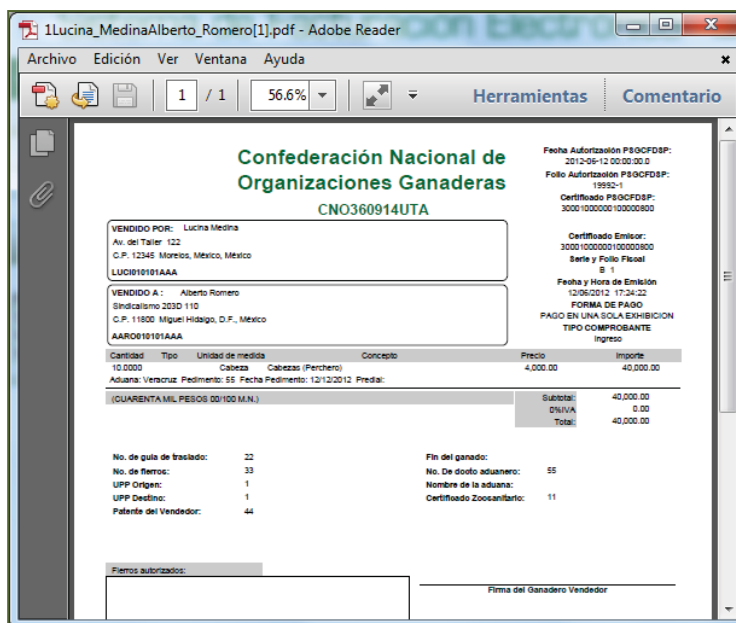 1Lucina_MedinaAlberto_Romero[1].pdf - Adobe Reader
Archivo Edición Ver Ventana Ayuda
1 / 1 56.6% Herramientas Comentario
Confederación Nacional de
Organizaciones Ganaderas
CNO360914UTA
Fecha Autorización PSGCFDSP:
2012-06-12 00:00:00.0
Folio Autorización PSGCFDSP:
19992-1
Certificado PSGCFDSP:
30001000000100000800
Certificado Emisor:
30001000000100000800
Serie y Folio Fiscal
B 1
Fecha y Hora de Emisión
12/06/2012 17:24:22
FORMA DE PAGO
PAGO EN UNA SOLA EXHIBICION
TIPO COMPROBANTE
Ingreso
VENDIDO POR: Lucina Medina
Av. del Taller 122
C.P. 12345 Morelos, México, México
LUCI010101AAA
VENDIDO A : Alberto Romero
Sindicalismo 203D 110
C.P. 11800 Miguel Hidalgo, D.F., México
AARO010101AAA
Cantidad Tipo Unidad de medida Concepto Precio Importe
10.0000 Cabeza Cabezas (Perchero) 4,000.00 40,000.00
Aduana: Veracruz Pedimento: 55 Fecha Pedimento: 12/12/2012 Predial:
(CUARENTA MIL PESOS 00/100 M.N.) Subtotal: 40,000.00
0%IVA 0.00
Total: 40,000.00
No. de guia de traslado: 22 Fin del ganado:
No. de fierros: 33 No. De docto aduanero: 55
UPP Origen: 1 Nombre de la aduana:
UPP Destino: 1 Certificado Zoosanitario: 11
Patente del Vendedor: 44
Fierros autorizados:
Firma del Ganadero Vendedor